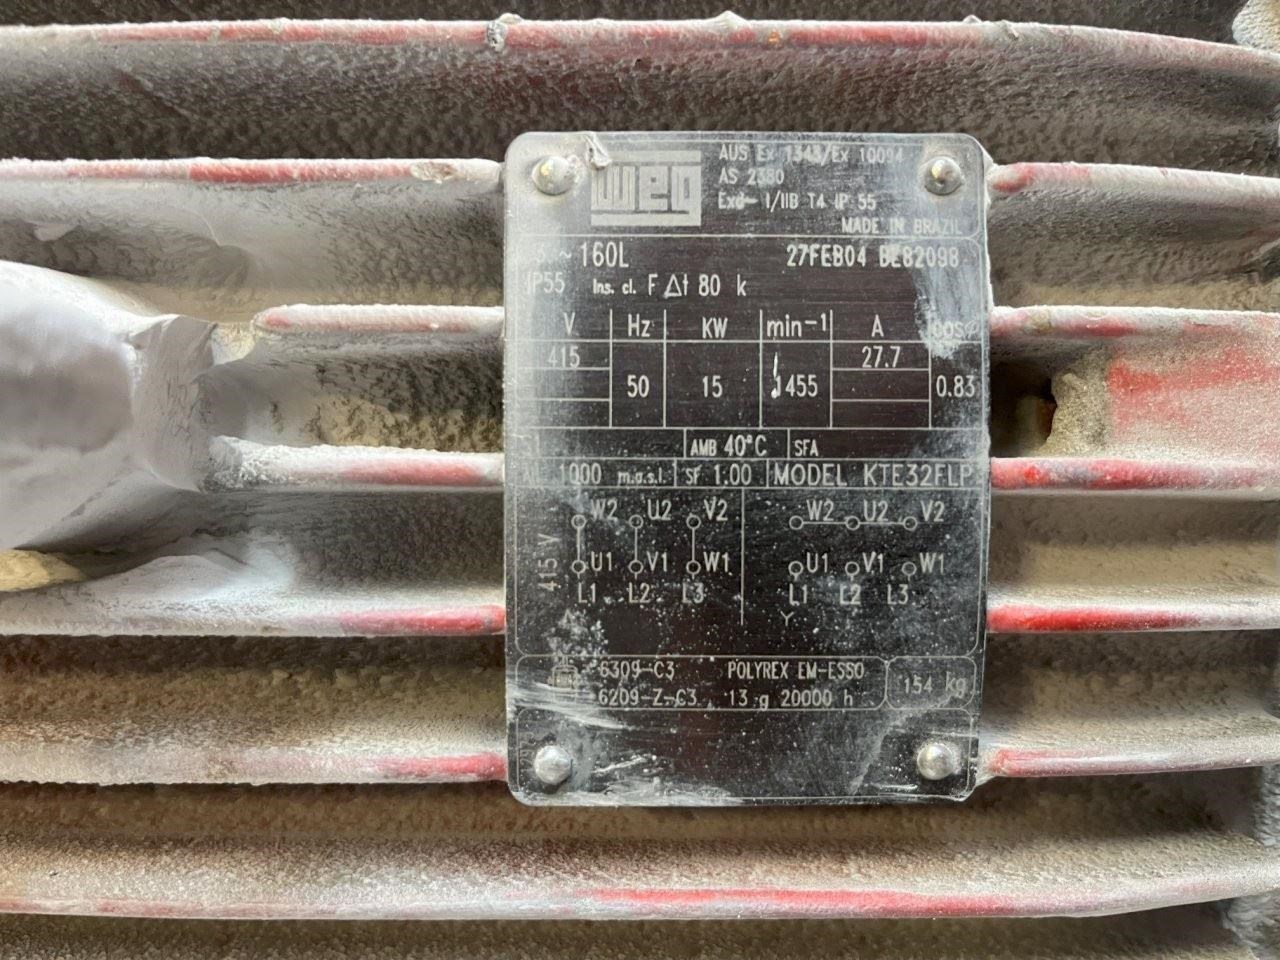 WEG
AUS Ex 1343/Ex 10094
AS 2380
Exd- I/IIB T4 IP 55
MADE IN BRAZIL
~ 160L 27FEB04 BE82098
IP55 Ins. cl. F Δt 80 k
V Hz KW min-1 A cosφ
415 27.7
50 15 1455 0.83
AMB 40°C SFA
1000 m.a.s.l. SF 1.00 MODEL KTE32FLP
W2 U2 V2 W2 U2 V2
415 V
U1 V1 W1 U1 V1 W1
L1 L2 L3 L1 L2 L3
Δ Y
6309-C3 POLYREX EM-ESSO
6209-Z-C3 13 g 20000 h
154 kg